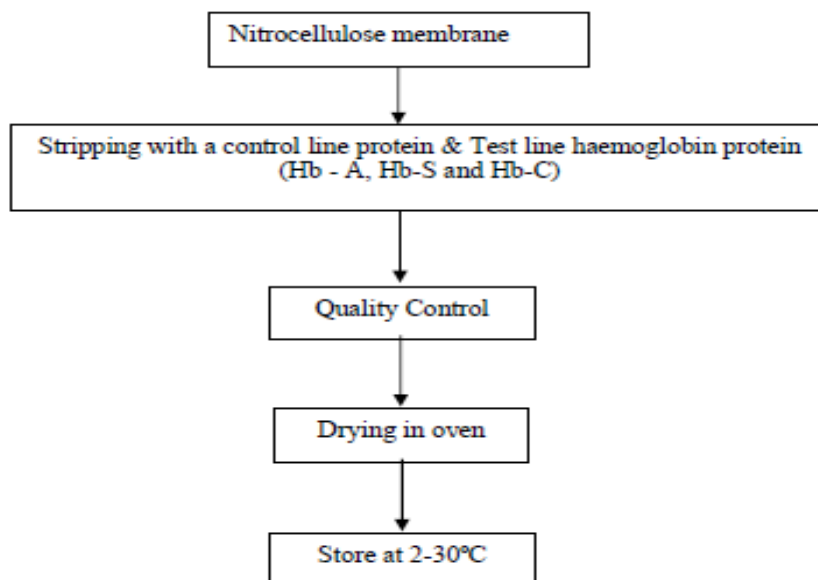 Nitrocellulose membrane
Stripping with a control line protein & Test line haemoglobin protein
(Hb - A, Hb-S and Hb-C)
Quality Control
Drying in oven
Store at 2-30ºC